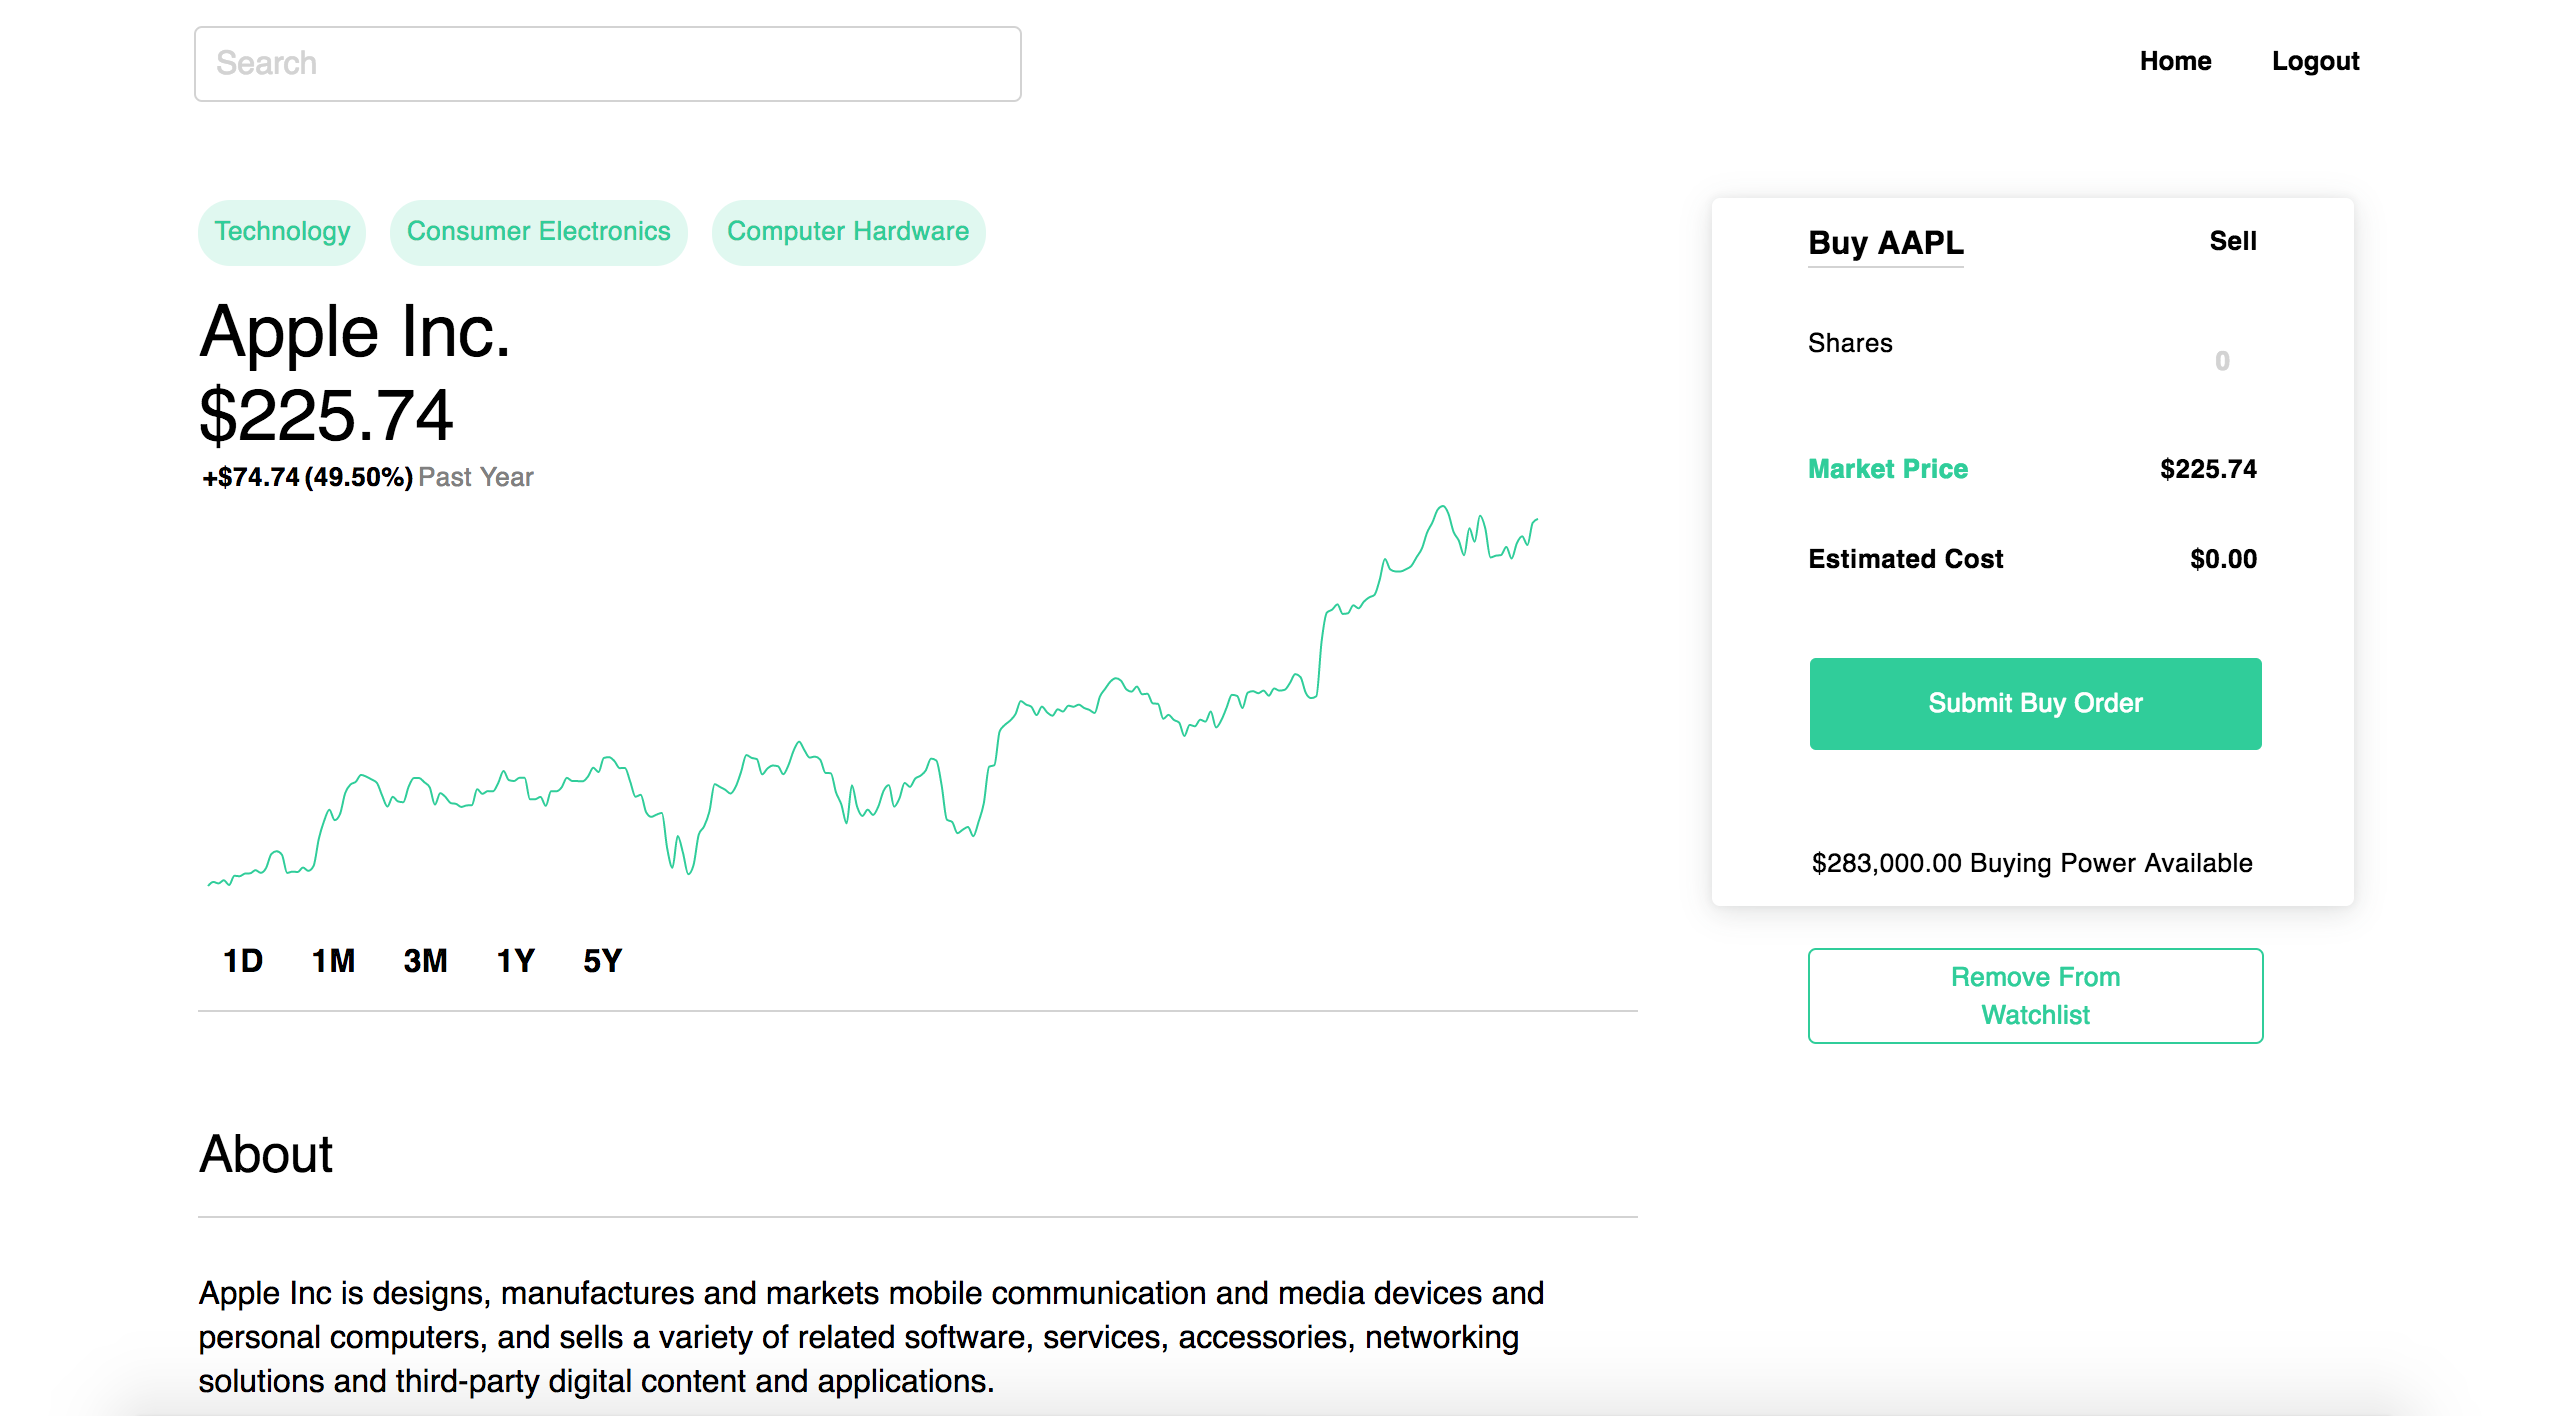 Search
Home Logout
Technology Consumer Electronics Computer Hardware
Apple Inc.
$225.74
+$74.74 (49.50%) Past Year
1D 1M 3M 1Y 5Y
Buy AAPL Sell
Shares 0
Market Price $225.74
Estimated Cost $0.00
Submit Buy Order
$283,000.00 Buying Power Available
Remove From
Watchlist
About
Apple Inc is designs, manufactures and markets mobile communication and media devices and
personal computers, and sells a variety of related software, services, accessories, networking
solutions and third-party digital content and applications.